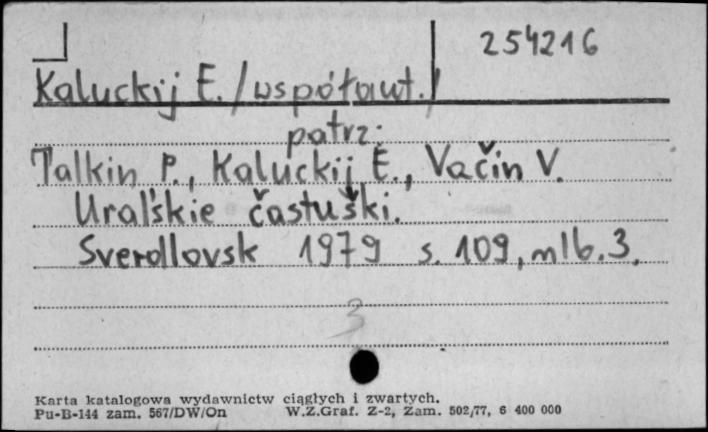 254216
Kaluckij E. /współaut./
patrz:
Talkin P., Kaluckij E., Vačin V.
Ural'skie častuški.
Sverdlovsk 1979 s. 109, nlb. 3.
3
Karta katalogowa wydawnictw ciągłych i zwartych.
Pu-B-144 zam. 567/DW/On W.Z.Graf. Z-2, Zam. 502/77, 6 400 000